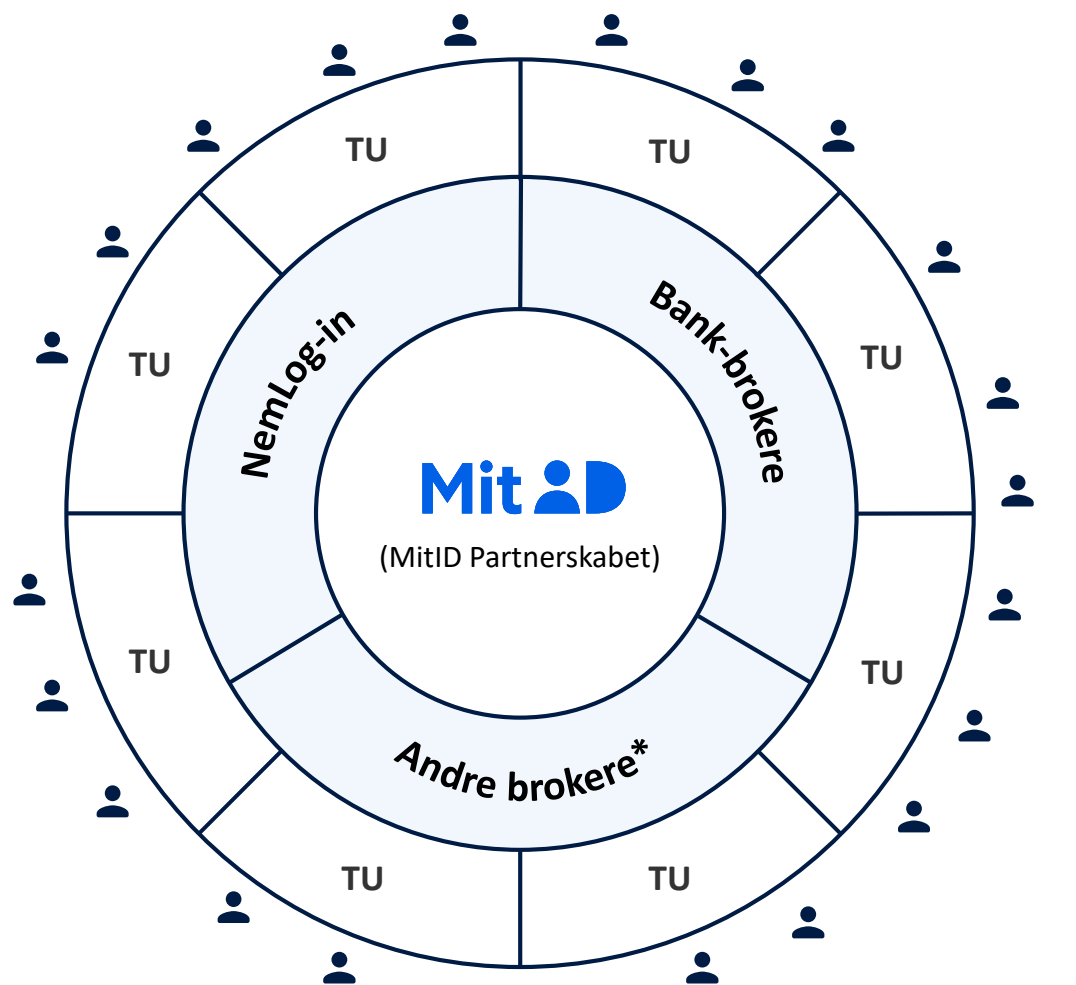 TU
TU
NemLog-in
Bank-brokere
TU
TU
MitID
(MitID Partnerskabet)
TU
TU
Andre brokere*
TU
TU